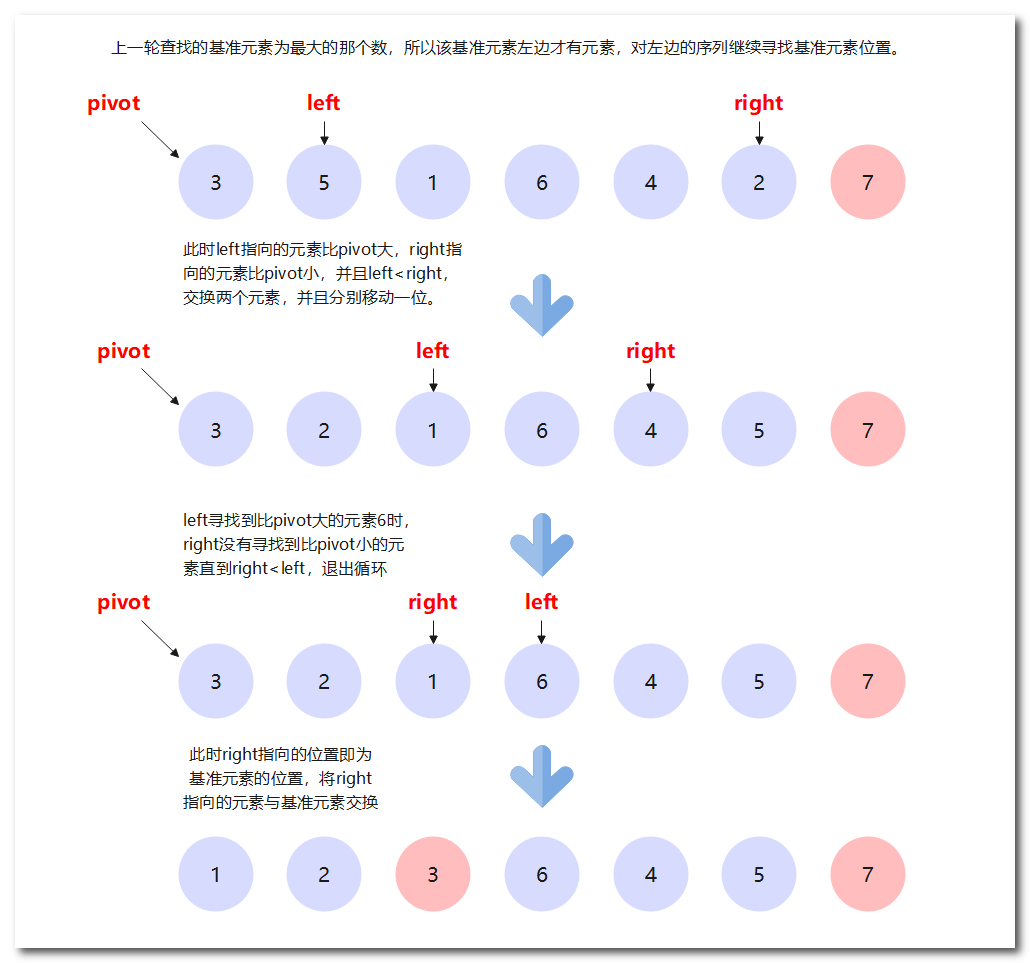 上一轮查找的基准元素为最大的那个数，所以该基准元素左边才有元素，对左边的序列继续寻找基准元素位置。
pivot left right
3 5 1 6 4 2 7
此时left指向的元素比pivot大，right指
向的元素比pivot小，并且left<right，
交换两个元素，并且分别移动一位。
pivot left right
3 2 1 6 4 5 7
left寻找到比pivot大的元素6时，
right没有寻找到比pivot小的元
素直到right<left，退出循环
pivot right left
3 2 1 6 4 5 7
此时right指向的位置即为
基准元素的位置，将right
指向的元素与基准元素交换
1 2 3 6 4 5 7